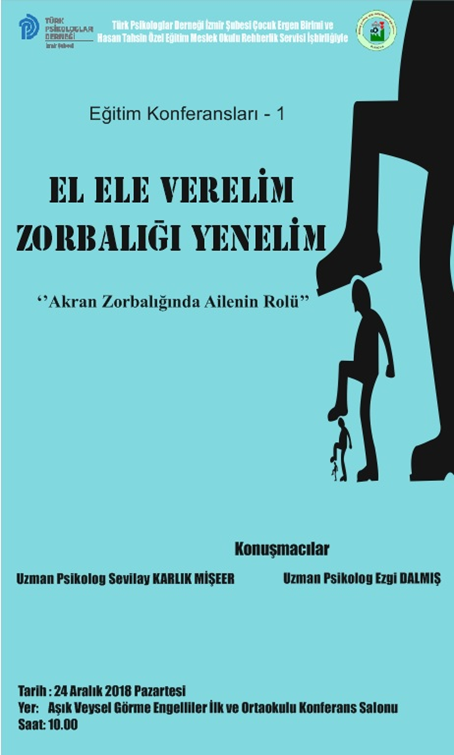 TÜRK
PSİKOLOGLAR
DERNEĞİ
İzmir Şubesi
Türk Psikologlar Derneği İzmir Şubesi Çocuk Ergen Birimi ve
Hasan Tahsin Özel Eğitim Meslek Okulu Rehberlik Servisi İşbirliğiyle
Eğitim Konferansları - 1
EL ELE VERELİM
ZORBALIĞI YENELİM
‘’Akran Zorbalığında Ailenin Rolü’’
Konuşmacılar
Uzman Psikolog Sevilay KARLIK MİŞEER
Uzman Psikolog Ezgi DALMIŞ
Tarih : 24 Aralık 2018 Pazartesi
Yer: Aşık Veysel Görme Engelliler İlk ve Ortaokulu Konferans Salonu
Saat: 10.00